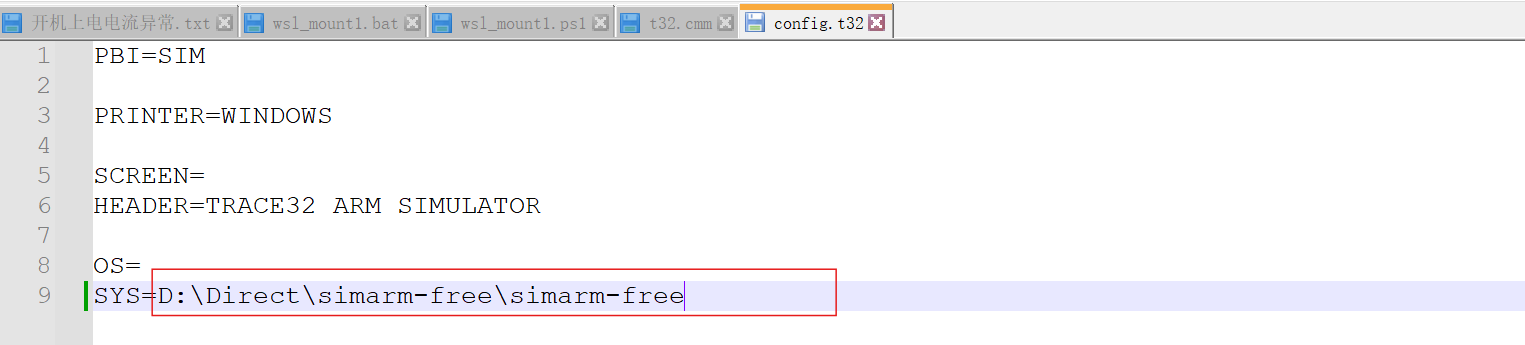 开机上电电流异常.txt wsl_mount1.bat wsl_mount1.ps1 t32.cmm config.t32
1 PBI=SIM
2
3 PRINTER=WINDOWS
4
5 SCREEN=
6 HEADER=TRACE32 ARM SIMULATOR
7
8 OS=
9 SYS=D:\Direct\simarm-free\simarm-free